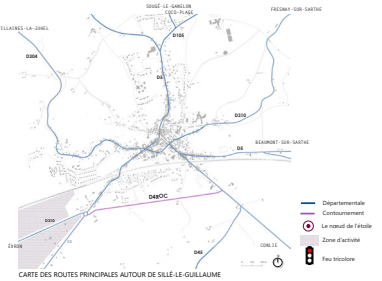 SOUGÉ-LE-GANELON
COCO-PLAGE
FRESNAY-SUR-SARTHE
VILLAINES-LA-JUHEL
D105
D304
D5
D310
BEAUMONT-SUR-SARTHE
D6
D48OC
D310
ÉVRON
CONLIE
D45
Départementale
Contournement
Le nœud de l'étoile
Zone d'activité
Feu tricolore
CARTE DES ROUTES PRINCIPALES AUTOUR DE SILLÉ-LE-GUILLAUME